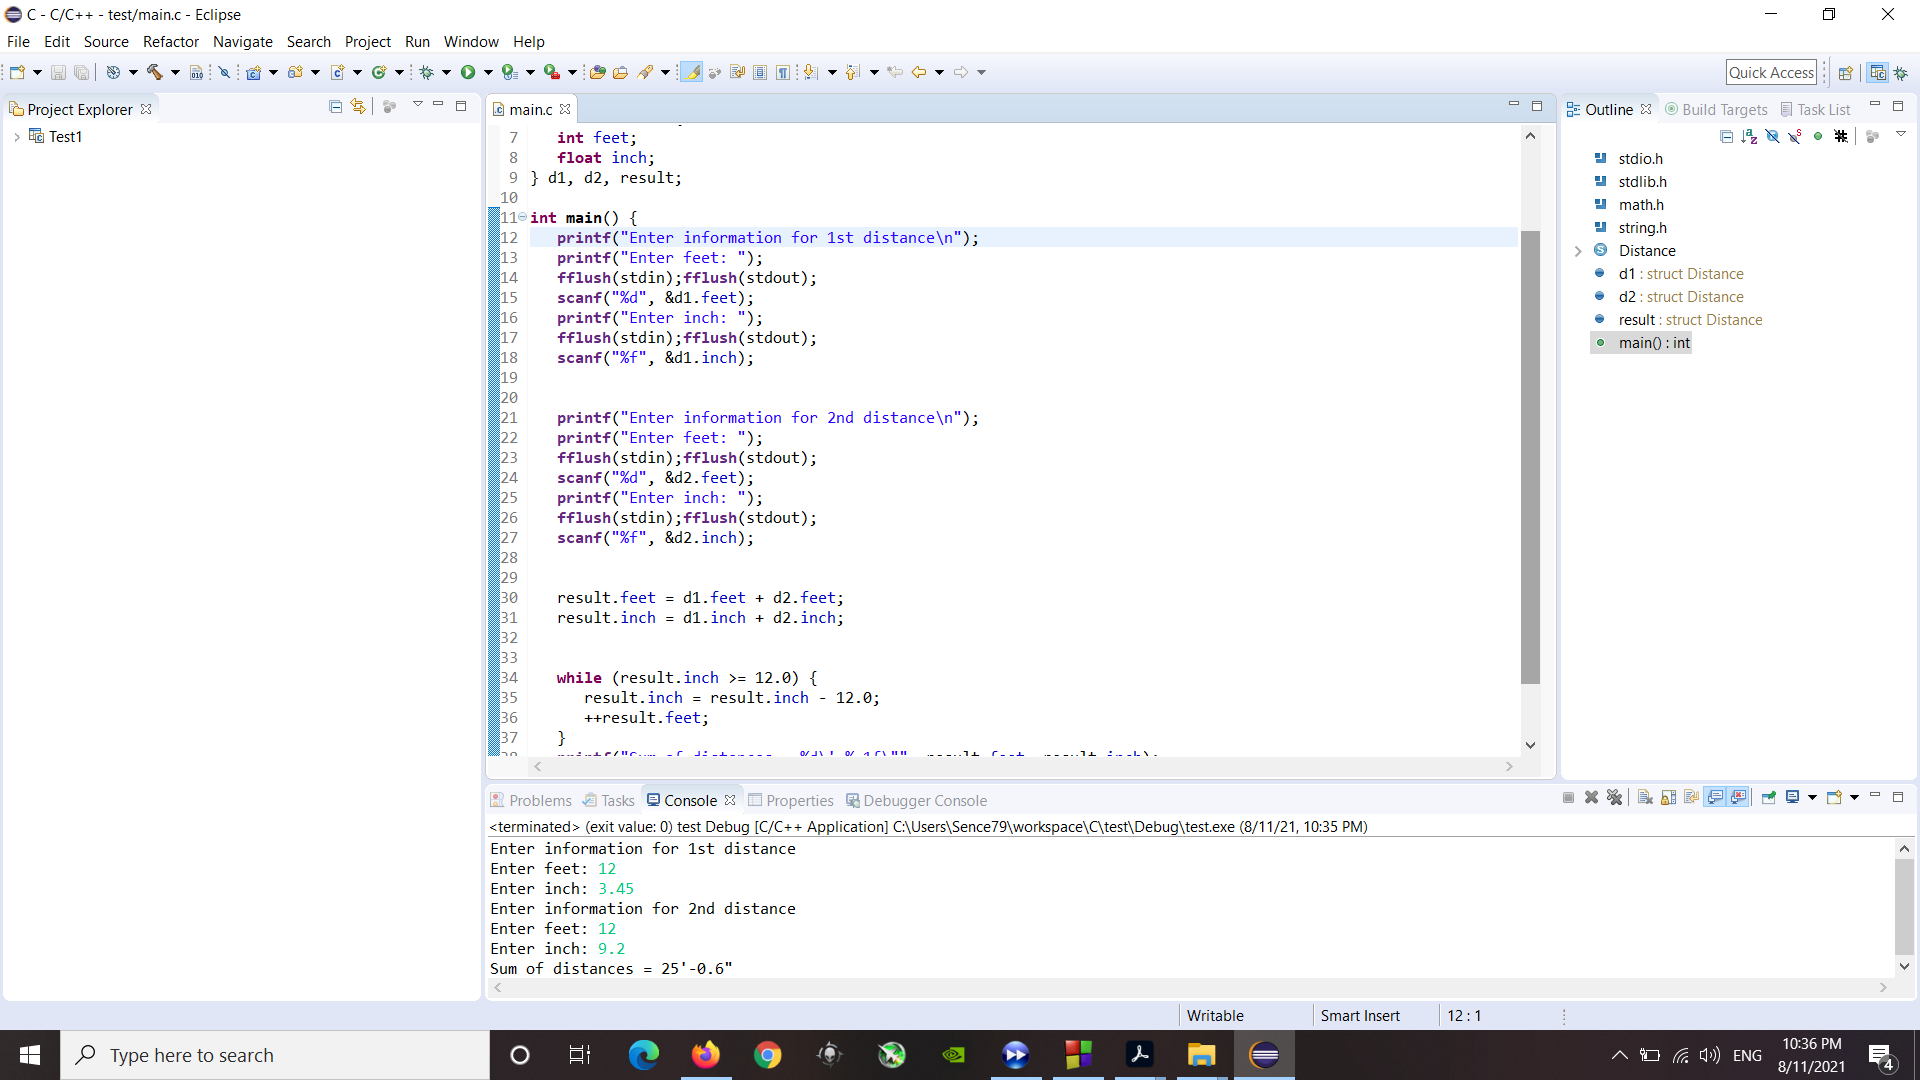 C - C/C++ - test/main.c - Eclipse
File Edit Source Refactor Navigate Search Project Run Window Help
Quick Access
Project Explorer
Test1
main.c
7 int feet;
8 float inch;
9 } d1, d2, result;
10
11 int main() {
12 printf("Enter information for 1st distance\n");
13 printf("Enter feet: ");
14 fflush(stdin);fflush(stdout);
15 scanf("%d", &d1.feet);
16 printf("Enter inch: ");
17 fflush(stdin);fflush(stdout);
18 scanf("%f", &d1.inch);
19
20
21 printf("Enter information for 2nd distance\n");
22 printf("Enter feet: ");
23 fflush(stdin);fflush(stdout);
24 scanf("%d", &d2.feet);
25 printf("Enter inch: ");
26 fflush(stdin);fflush(stdout);
27 scanf("%f", &d2.inch);
28
29
30 result.feet = d1.feet + d2.feet;
31 result.inch = d1.inch + d2.inch;
32
33
34 while (result.inch >= 12.0) {
35 result.inch = result.inch - 12.0;
36 ++result.feet;
37 }
Outline Build Targets Task List
stdio.h
stdlib.h
math.h
string.h
Distance
d1 : struct Distance
d2 : struct Distance
result : struct Distance
main() : int
Problems Tasks Console Properties Debugger Console
<terminated> (exit value: 0) test Debug [C/C++ Application] C:\Users\Sence79\workspace\C\test\Debug\test.exe (8/11/21, 10:35 PM)
Enter information for 1st distance
Enter feet: 12
Enter inch: 3.45
Enter information for 2nd distance
Enter feet: 12
Enter inch: 9.2
Sum of distances = 25'-0.6"
Writable Smart Insert 12 : 1
Type here to search
ENG
10:36 PM
8/11/2021
4